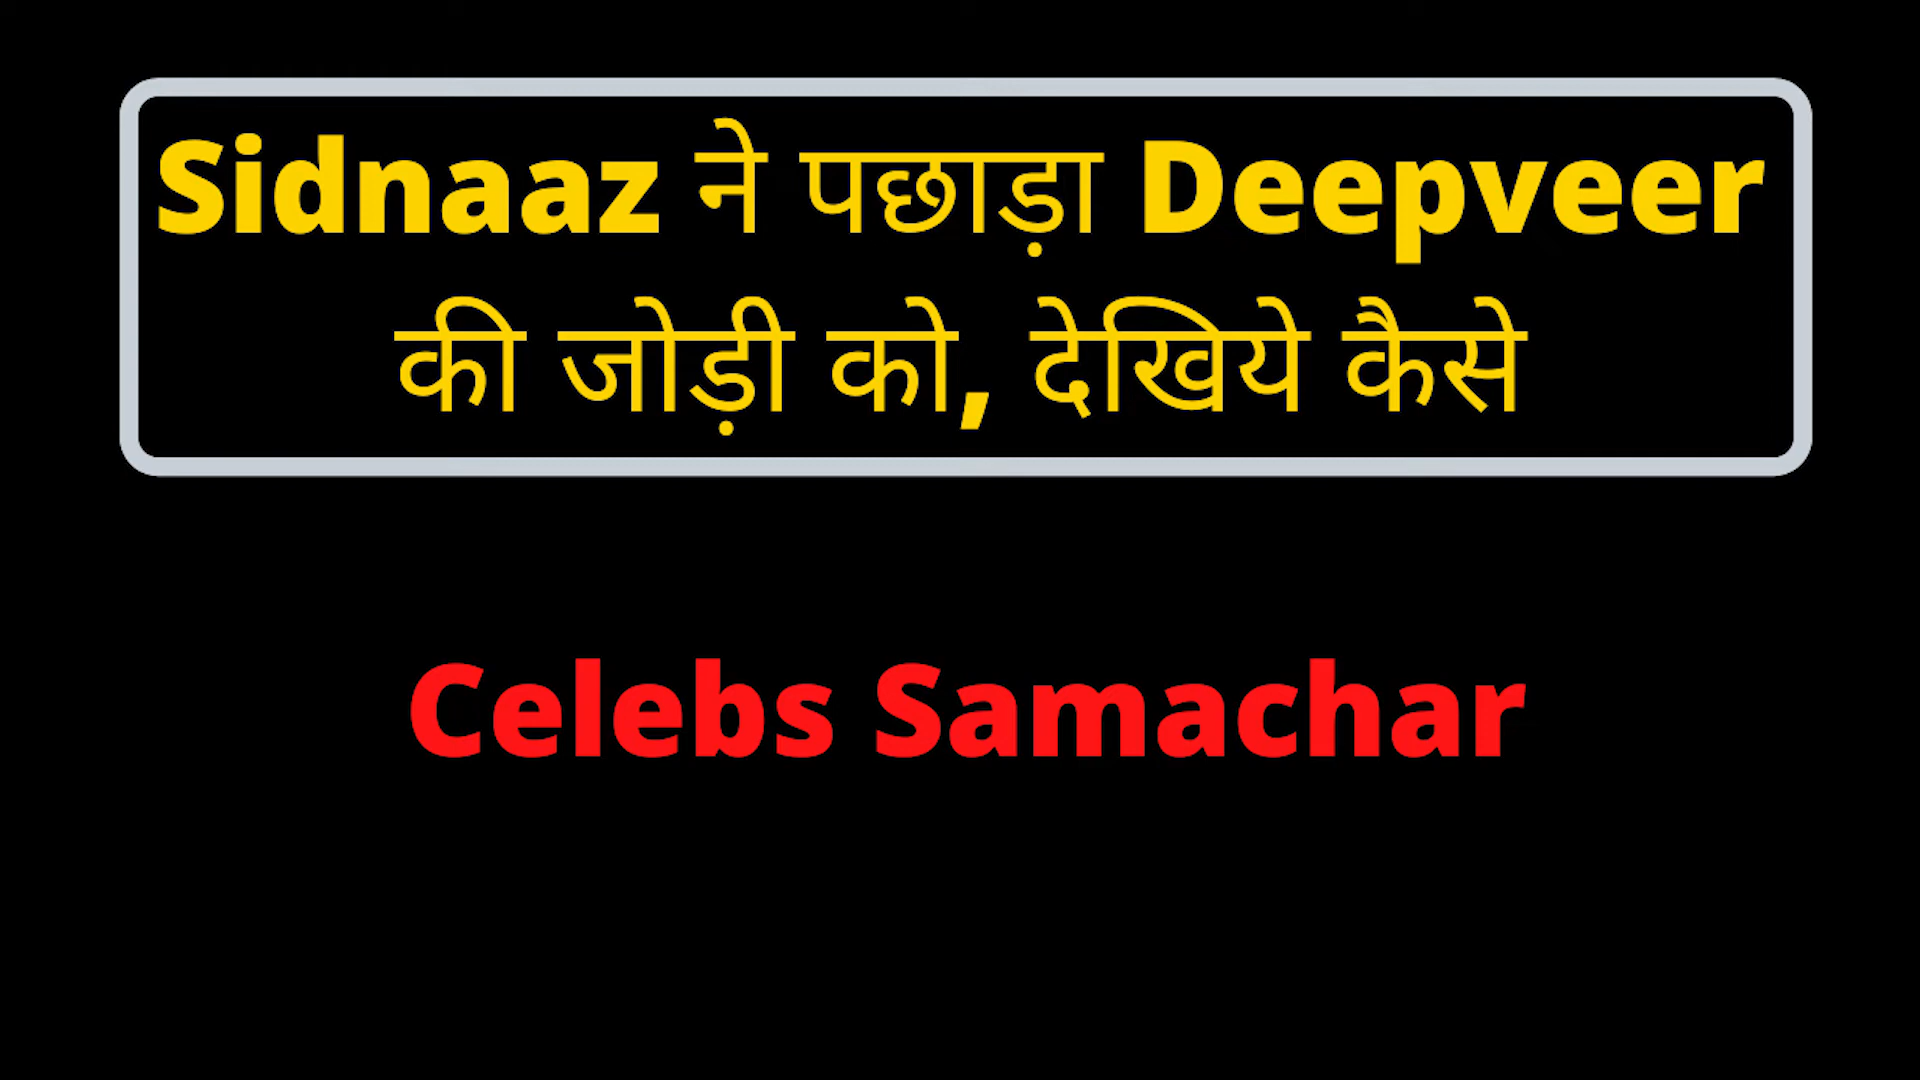 Sidnaaz ने पछाड़ा Deepveer
की जोड़ी को, देखिये कैसे
Celebs Samachar